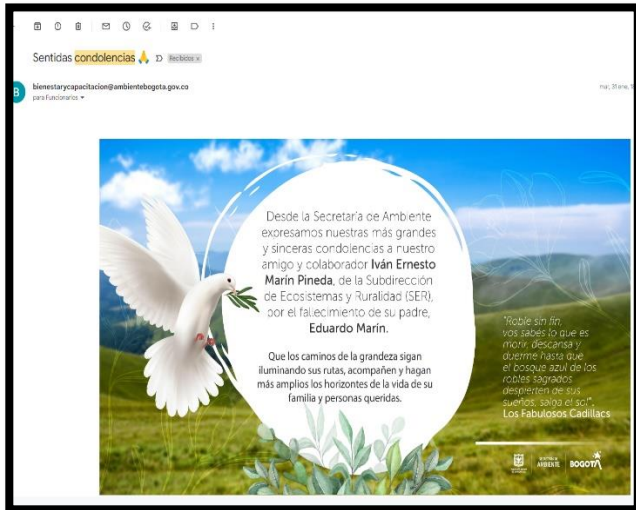 Sentidas condolencias
Recibidos x
B
bienestarycapacitacion@ambientebogota.gov.co
mar, 31 ene,
para Funcionarios
Desde la Secretaría de Ambiente
expresamos nuestras más grandes
y sinceras condolencias a nuestro
amigo y colaborador Iván Ernesto
Marín Pineda, de la Subdirección
de Ecosistemas y Ruralidad (SER),
por el fallecimiento de su padre,
Eduardo Marín.
Que los caminos de la grandeza sigan
iluminando sus rutas, acompañen y hagan
más amplios los horizontes de la vida de su
familia y personas queridas.
"Roble sin fin,
vos sabés lo que es
morir, descansa y
duerme hasta que
el bosque azul de los
robles sagrados
despierten de sus
sueños, salga el sol".
Los Fabulosos Cadillacs
AMBIENTE
BOGOTÁ